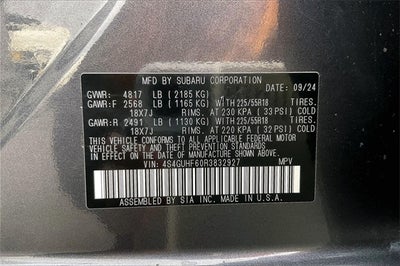 MFD.BY SUBARU CORPORATION
DATE: 09/24
GVWR: 4817 LB ( 2185 KG)
GAWR:F 2568 LB ( 1165 KG) WITH 225/55R18 TIRES.
18X7J RIMS. AT 230 KPA ( 33 PSI) COLD
GAWR:R 2491 LB ( 1130 KG) WITH 225/55R18 TIRES.
18X7J RIMS. AT 220 KPA ( 32 PSI) COLD
THIS VEHICLE CONFORMS TO ALL APPLICABLE FEDERAL MOTOR
VEHICLE SAFETY AND BUMPER STANDARDS IN EFFECT ON THE
DATE OF MANUFACTURE SHOWN ABOVE.
VIN: 4S4GUHF60R3832927 MPV
ASSEMBLED BY SIA INC. MADE IN U.S.A.